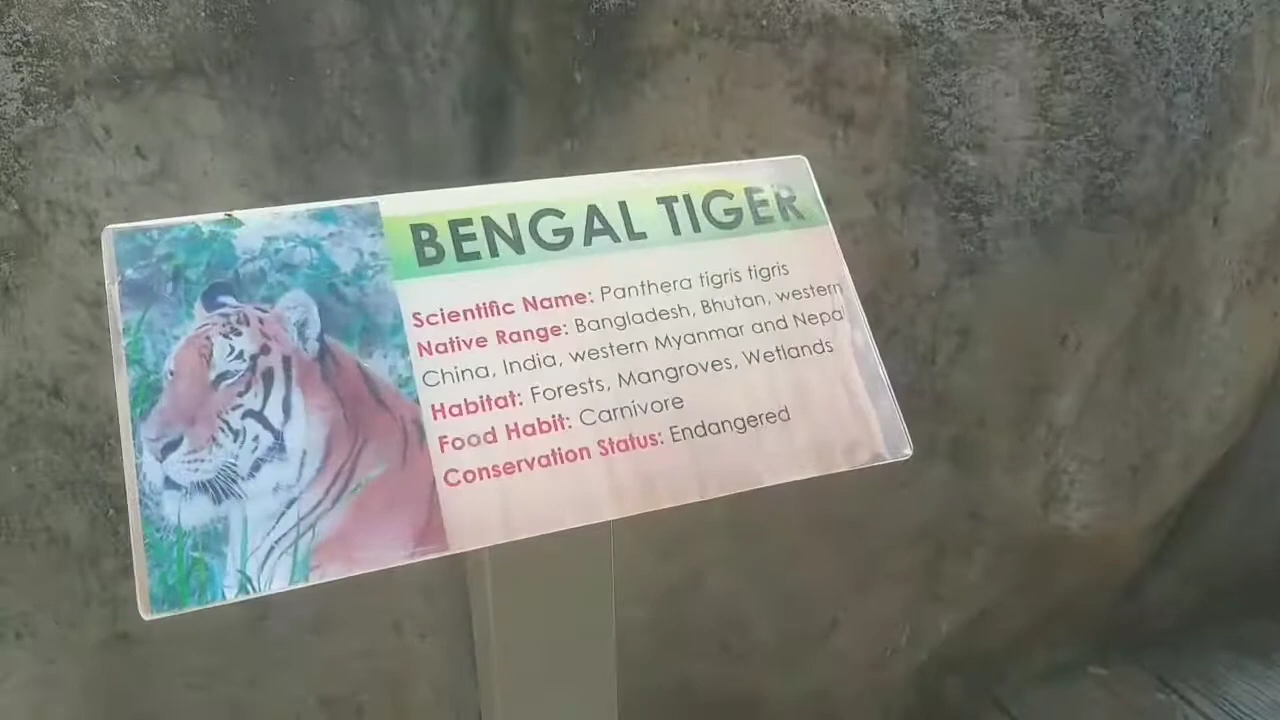 BENGAL TIGER
Scientific Name: Panthera tigris tigris
Native Range: Bangladesh, Bhutan, western
China, India, western Myanmar and Nepal
Habitat: Forests, Mangroves, Wetlands
Food Habit: Carnivore
Conservation Status: Endangered